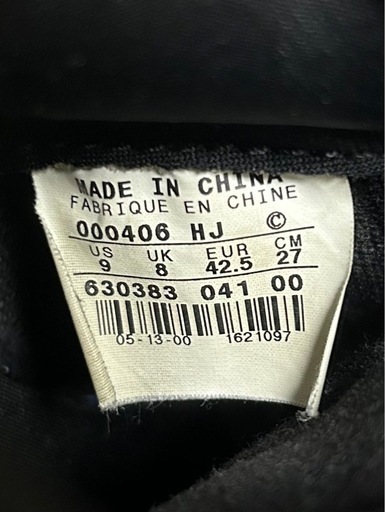 MADE IN CHINA
FABRIQUE EN CHINE
000406 HJ ©
US UK EUR CM
9 8 42.5 27
630383 041 00
05-13-00 1621097